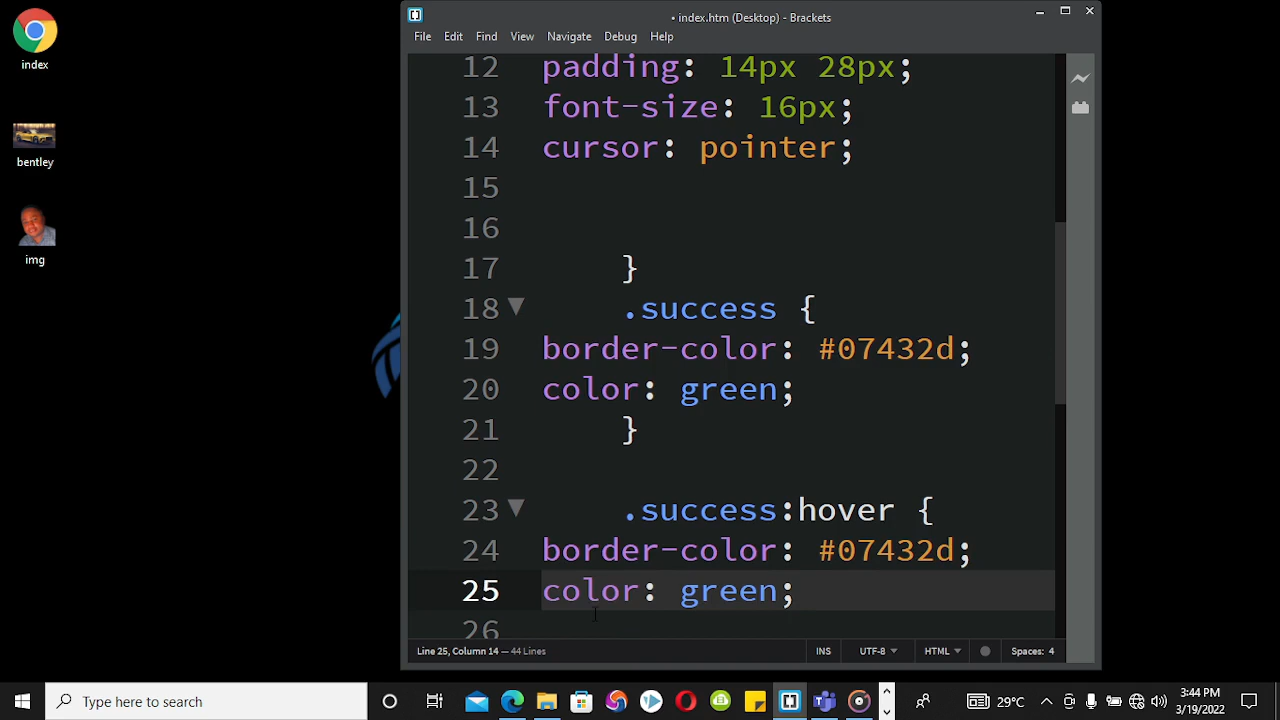 index
bentley
img
• index.htm (Desktop) - Brackets
File Edit Find View Navigate Debug Help
12 padding: 14px 28px;
13 font-size: 16px;
14 cursor: pointer;
15
16
17 }
18 .success {
19 border-color: #07432d;
20 color: green;
21 }
22
23 .success:hover {
24 border-color: #07432d;
25 color: green;
26
Line 25, Column 14 — 44 Lines INS UTF-8 HTML Spaces: 4
Type here to search 29°C 3:44 PM
3/19/2022